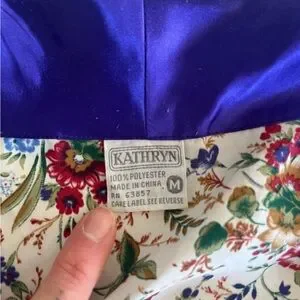 KATHRYN
100% POLYESTER
MADE IN CHINA
RN 63857 M
CARE LABEL SEE REVERSE